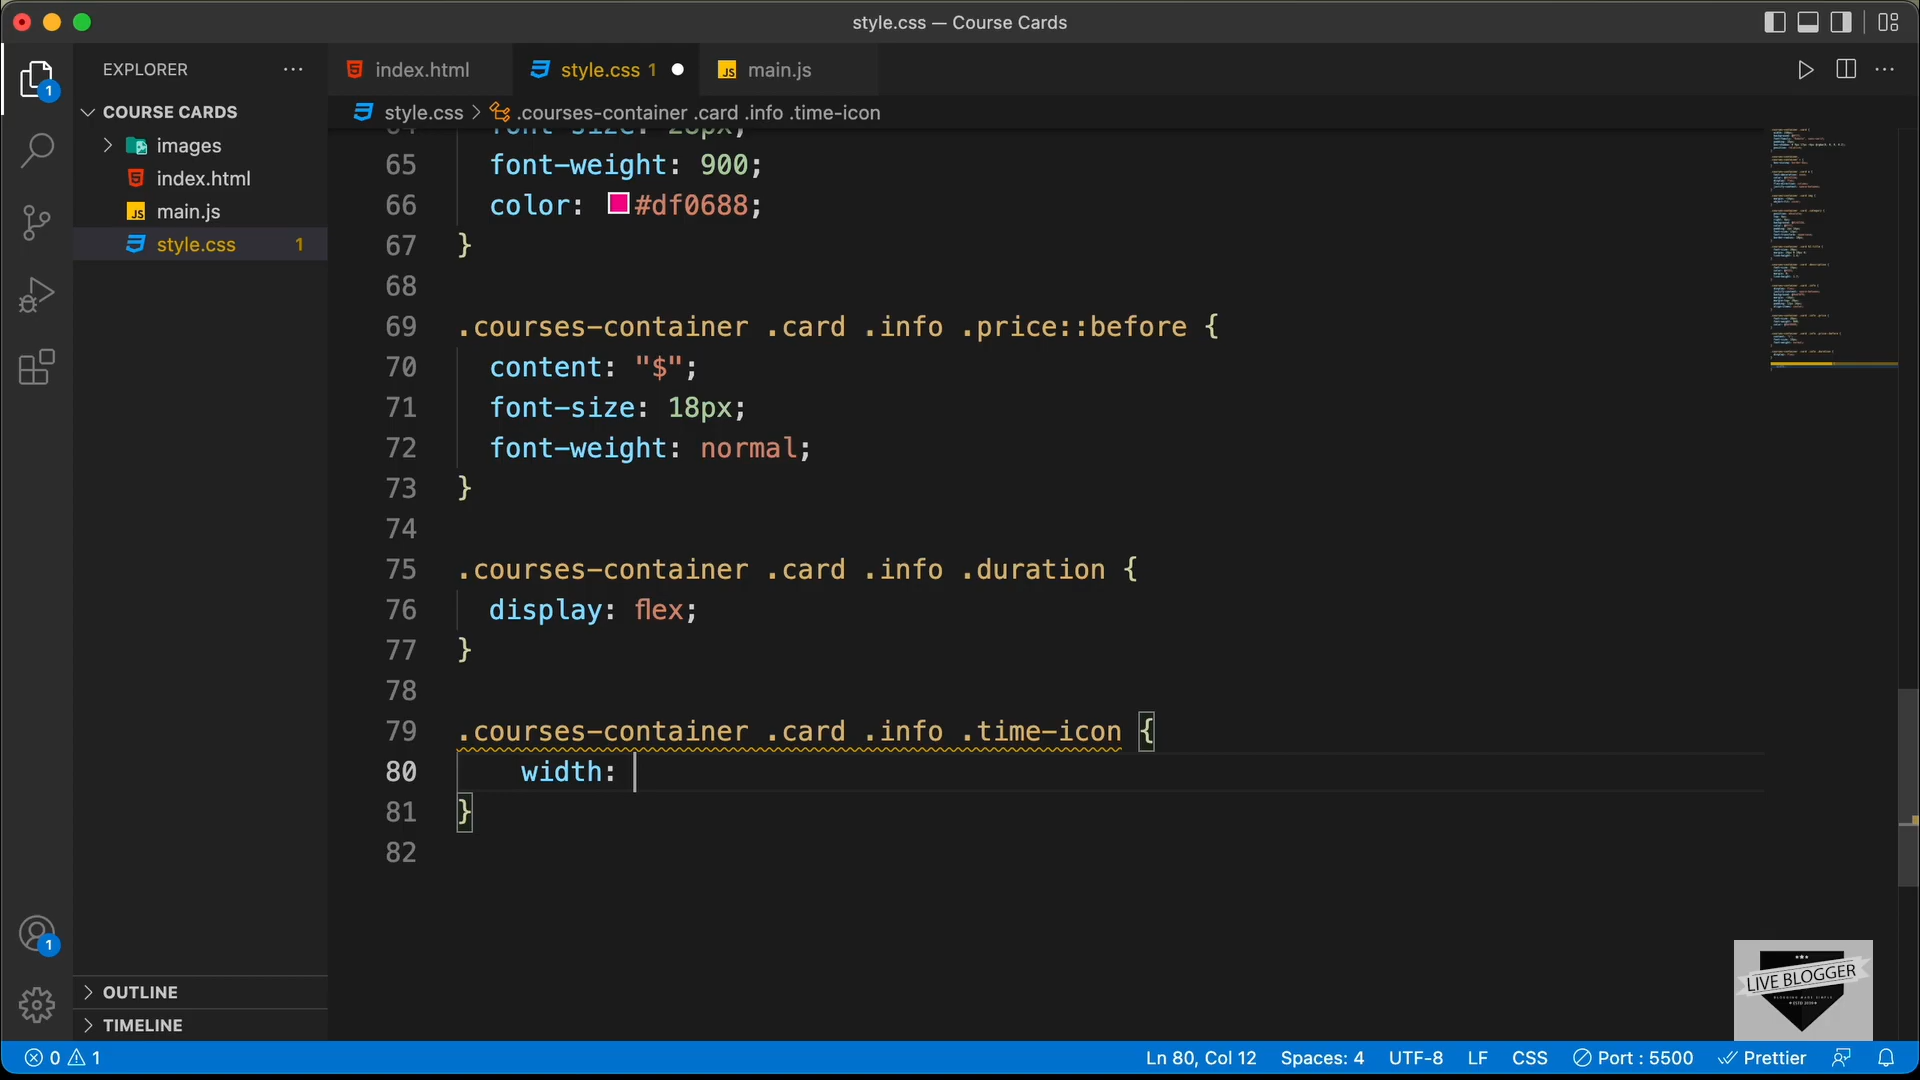 style.css — Course Cards
EXPLORER
index.html
style.css 1
main.js
1
COURSE CARDS
style.css > .courses-container .card .info .time-icon
images
index.html
main.js
style.css 1
64 font-size: 28px;
65 font-weight: 900;
66 color: #df0688;
67 }
68
69 .courses-container .card .info .price::before {
70 content: "$";
71 font-size: 18px;
72 font-weight: normal;
73 }
74
75 .courses-container .card .info .duration {
76 display: flex;
77 }
78
79 .courses-container .card .info .time-icon {
80 width:
81 }
82
1
OUTLINE
TIMELINE
LIVE BLOGGER
0 1
Ln 80, Col 12 Spaces: 4 UTF-8 LF CSS Port : 5500 Prettier